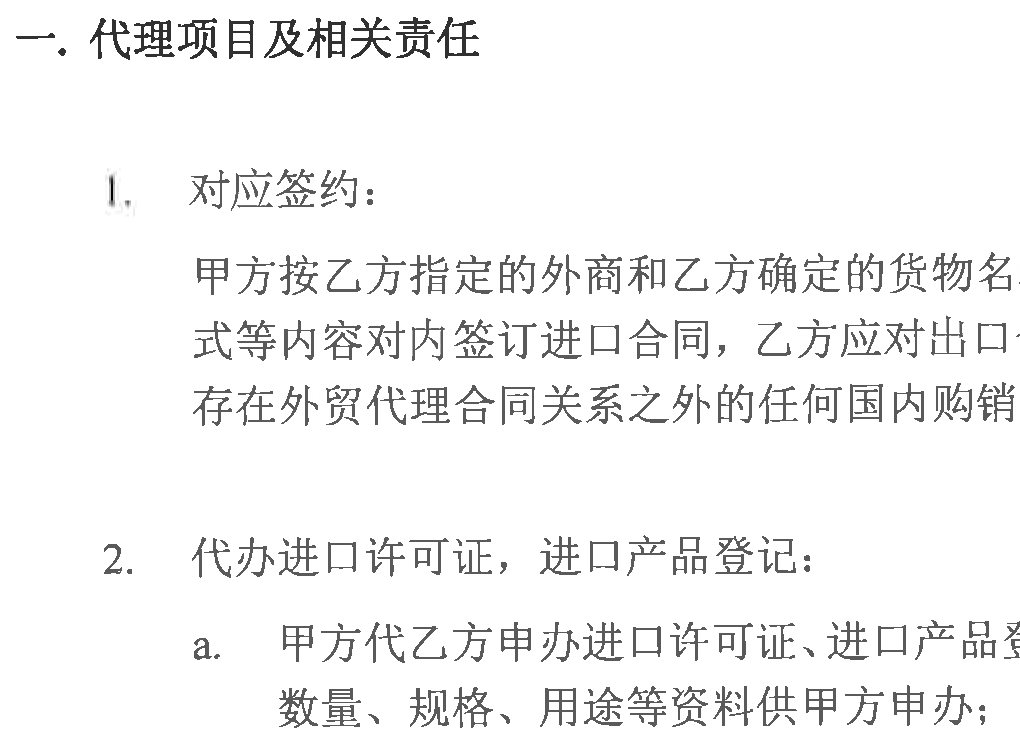 一. 代理项目及相关责任
1. 对应签约：
甲方按乙方指定的外商和乙方确定的货物名
式等内容对内签订进口合同，乙方应对出口
存在外贸代理合同关系之外的任何国内购销
2. 代办进口许可证，进口产品登记：
a. 甲方代乙方申办进口许可证、进口产品登
数量、规格、用途等资料供甲方申办；